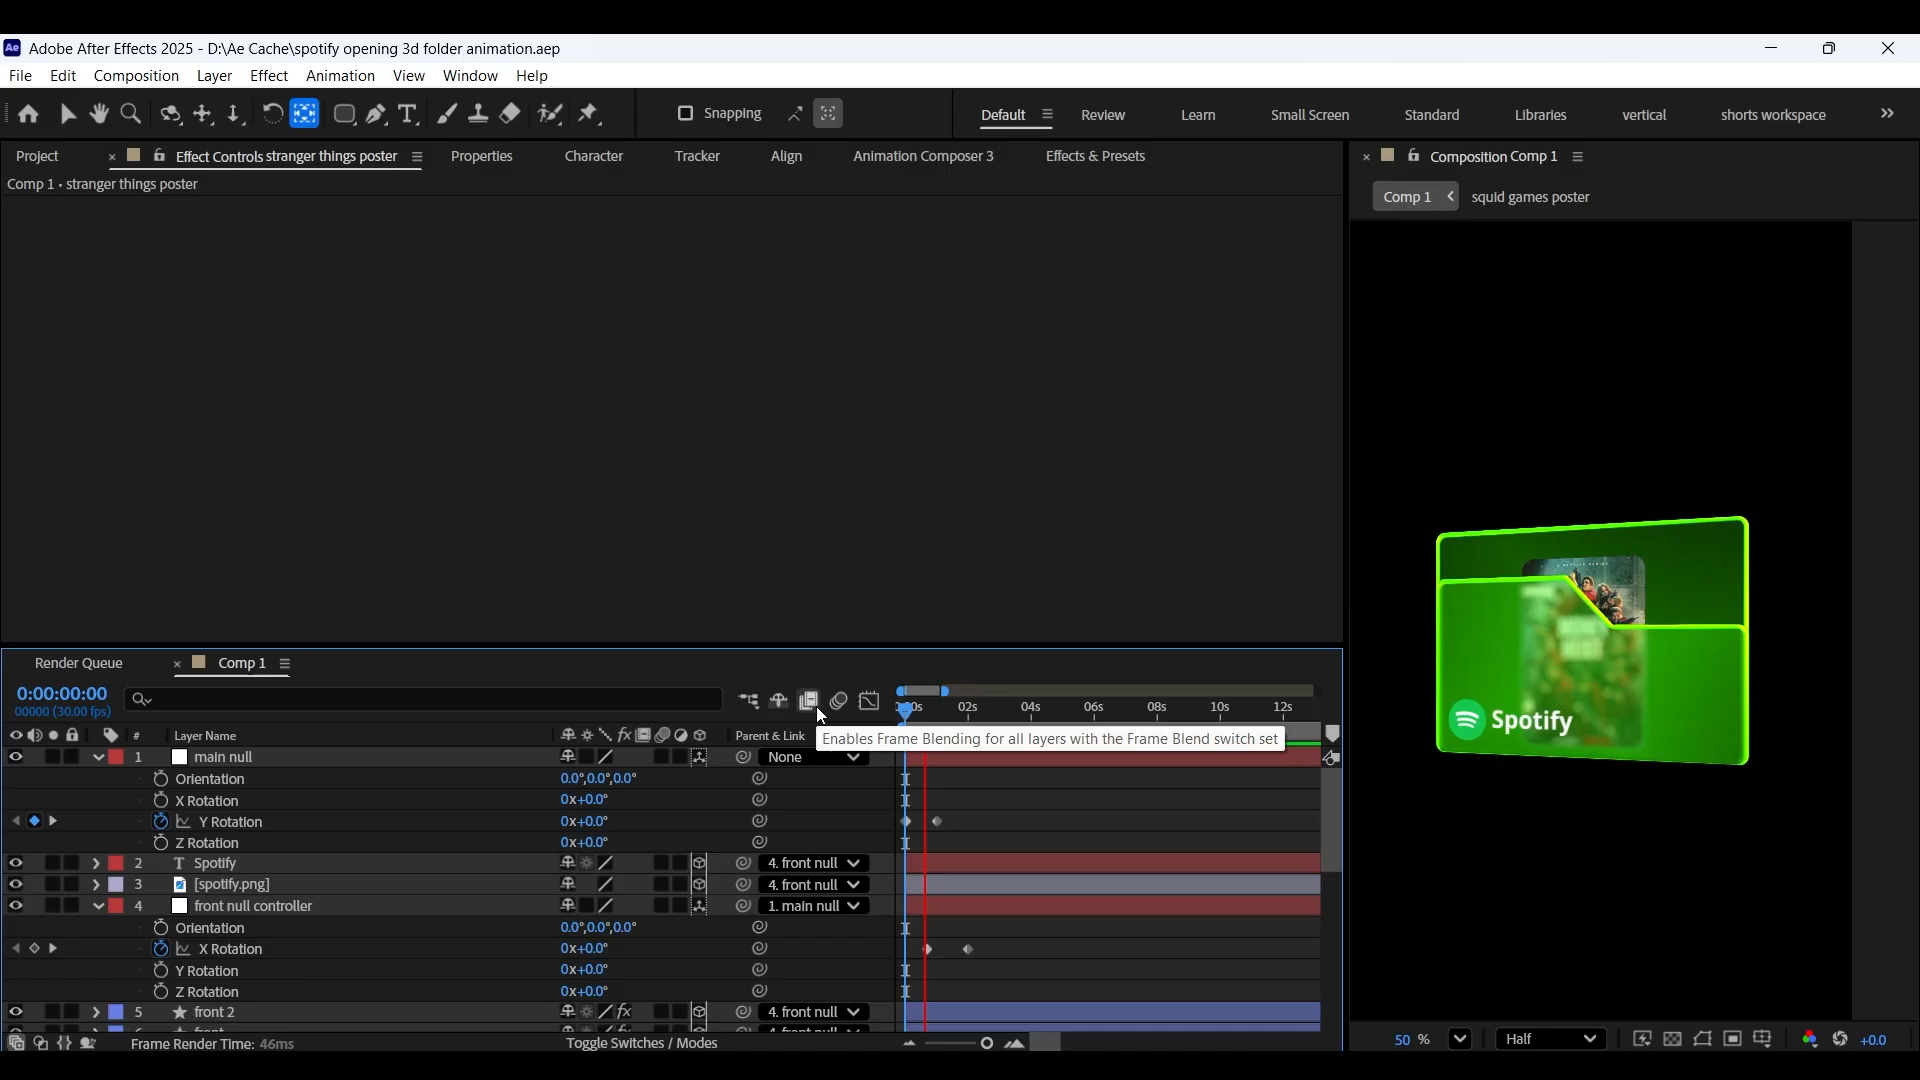 Ae Adobe After Effects 2025 - D:\Ae Cache\spotify opening 3d folder animation.aep
File Edit Composition Layer Effect Animation View Window Help
Snapping Default Review Learn Small Screen Standard Libraries vertical shorts workspace
Project Effect Controls stranger things poster Properties Character Tracker Align Animation Composer 3 Effects & Presets
Comp 1 • stranger things poster
Composition Comp 1
Comp 1 squid games poster
Spotify
Render Queue Comp 1
0:00:00:00
00000 (30.00 fps)
02s 04s 06s 08s 10s 12s
# Layer Name Parent & Link
Enables Frame Blending for all layers with the Frame Blend switch set
1 main null None
Orientation 0.0°,0.0°,0.0°
X Rotation 0x+0.0°
Y Rotation 0x+0.0°
Z Rotation 0x+0.0°
2 T Spotify 4. front null
3 [spotify.png] 4. front null
4 front null controller 1. main null
Orientation 0.0°,0.0°,0.0°
X Rotation 0x+0.0°
Y Rotation 0x+0.0°
Z Rotation 0x+0.0°
5 front 2 4. front null
Frame Render Time: 46ms Toggle Switches / Modes
50 % Half +0.0